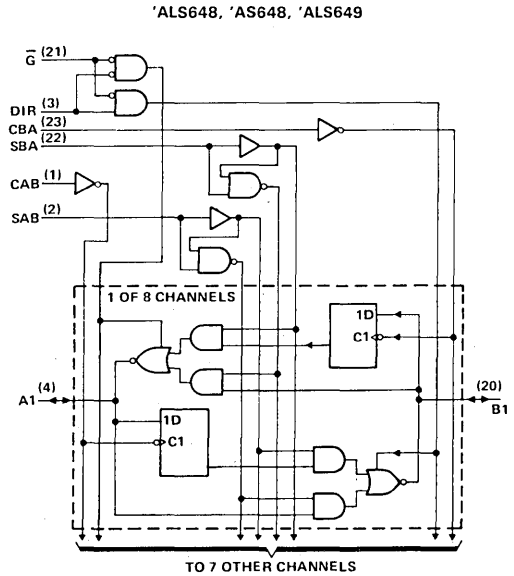 'ALS648, 'AS648, 'ALS649
G̅ (21)
DIR (3)
CBA (23)
SBA (22)
CAB (1)
SAB (2)
1 OF 8 CHANNELS
1D
C1
A1 (4)
(20)
B1
1D
C1
TO 7 OTHER CHANNELS